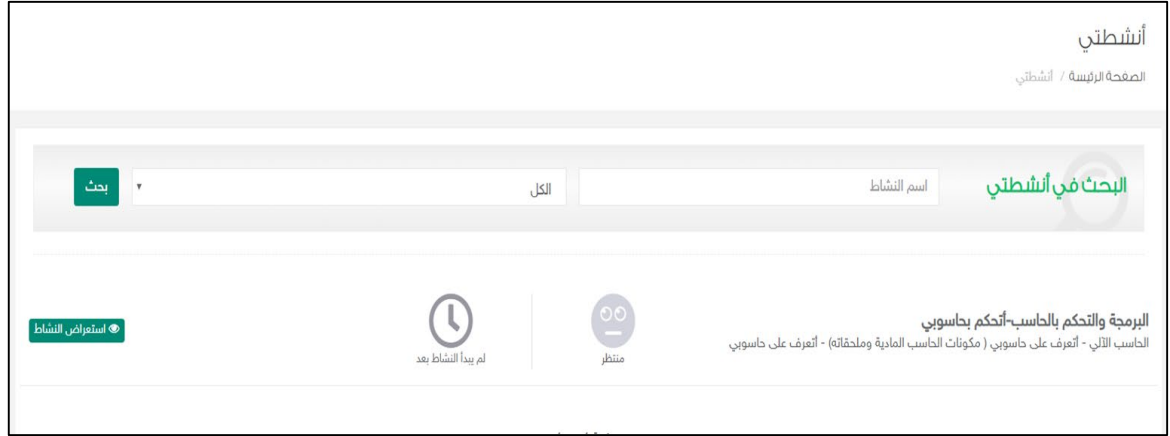 أنشطتي
الصفحة الرئيسة / أنشطتي
البحث في أنشطتي
اسم النشاط
الكل
بحث
البرمجة والتحكم بالحاسب-أتحكم بحاسوبي
الحاسب الآلي - أتعرف على حاسوبي ( مكونات الحاسب المادية وملحقاته) - أتعرف على حاسوبي
منتظر
لم يبدأ النشاط بعد
استعراض النشاط